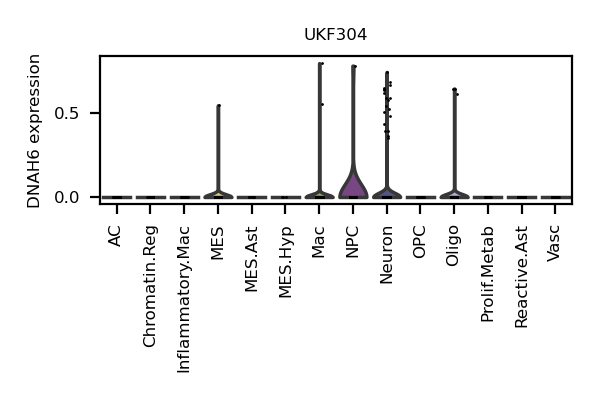 UKF304
DNAH6 expression
0.5
0.0
AC
Chromatin.Reg
Inflammatory.Mac
MES
MES.Ast
MES.Hyp
Mac
NPC
Neuron
OPC
Oligo
Prolif.Metab
Reactive.Ast
Vasc